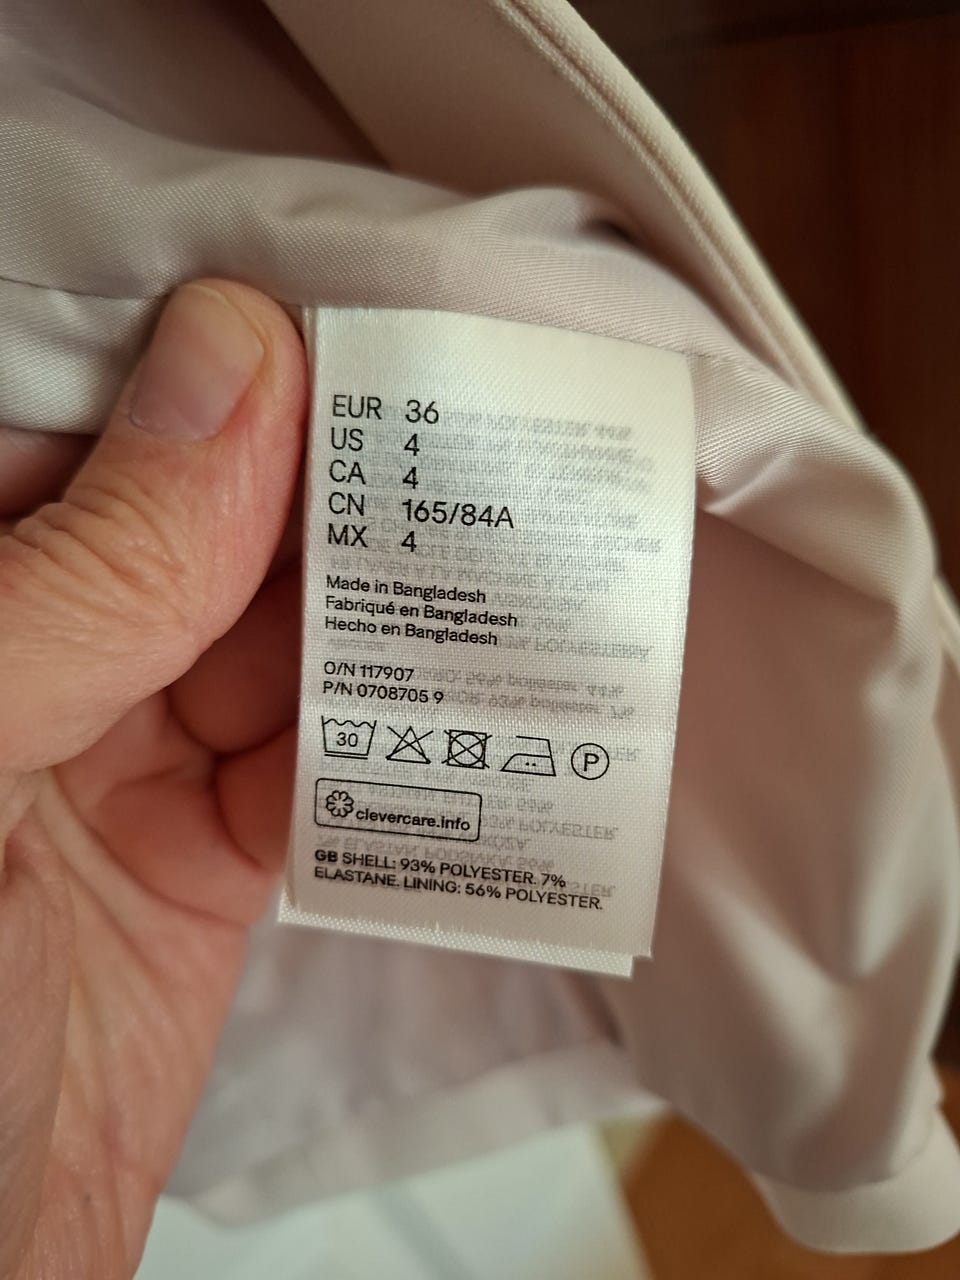 EUR 36
US 4
CA 4
CN 165/84A
MX 4
Made in Bangladesh
Fabriqué en Bangladesh
Hecho en Bangladesh
O/N 117907
P/N 0708705 9
30
P
clevercare.info
GB SHELL: 93% POLYESTER. 7%
ELASTANE. LINING: 56% POLYESTER.